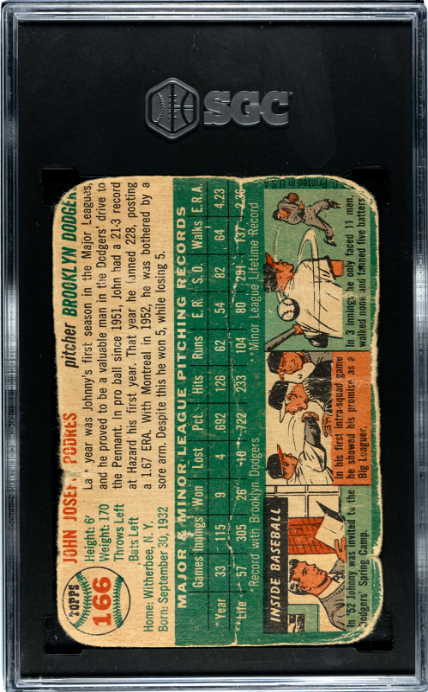 SGC
TOPPS
166
JOHN JOSEPH PODRES
pitcher BROOKLYN DODGER
Height: 6'
Weight: 170
Throws Left
Bats Left
Home: Witherbee, N. Y.
Born: September 30, 1932
La  year was Johnny's first season in the Major Leagues,
and he proved to be a valuable man in the Dodgers' drive to
the Pennant. In pro ball since 1951, John had a 21-3 record
at Hazard his first year. That year he fanned 228, posting
a 1.67 ERA. With Montreal in 1952, he was bothered by a
sore arm. Despite this he won 5, while losing 5.
MAJOR & MINOR LEAGUE PITCHING RECORDS
Games Innings Won Lost Pct. Hits Runs E.R. S.O. Walks E.R.A.
Year 33 115 9 4 .692 126 62 54 82 64 4.23
Life 57 305 26 10 .722 233 104 80 291 137 2.36
Record with Brooklyn Dodgers
Minor League Lifetime Record
INSIDE BASEBALL
In '52 Johnny was invited to the
Dodgers' Spring Camp.
In his first intra-squad game
he showed his promise as a
Big Leaguer.
In 3 innings he only faced 11 men,
walked none and fanned five batters
Printed in U.S.A.